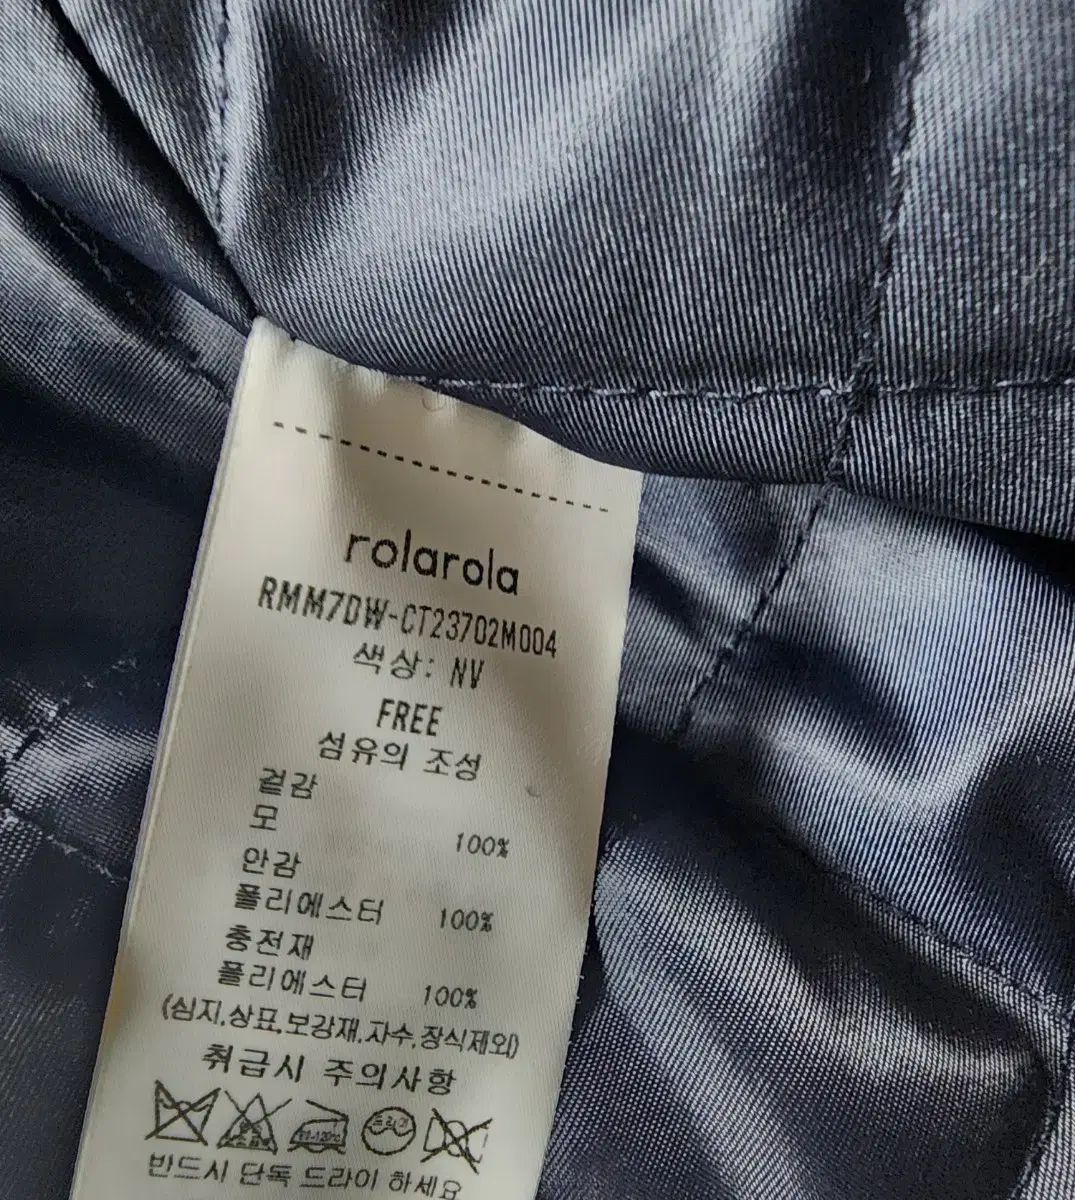 rolarola
RMM7DW-CT23702M004
색상: NV
FREE
섬유의 조성
겉감
모 100%
안감
폴리에스터 100%
충전재
폴리에스터 100%
(심지,상표,보강재,자수,장식제외)
취급시 주의사항
반드시 단독 드라이 하세요